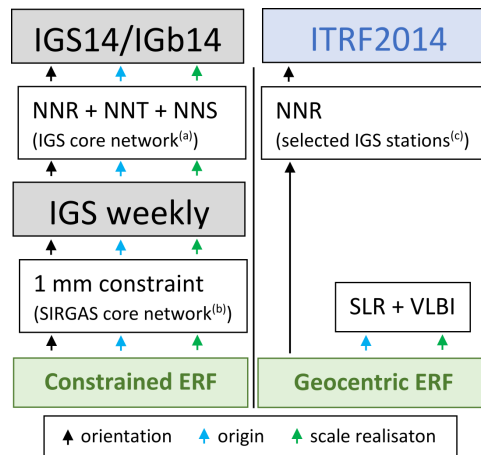 IGS14/IGb14
NNR + NNT + NNS
(IGS core network(a))
IGS weekly
1 mm constraint
(SIRGAS core network(b))
Constrained ERF
ITRF2014
NNR
(selected IGS stations(c))
SLR + VLBI
Geocentric ERF
orientation origin scale realisaton